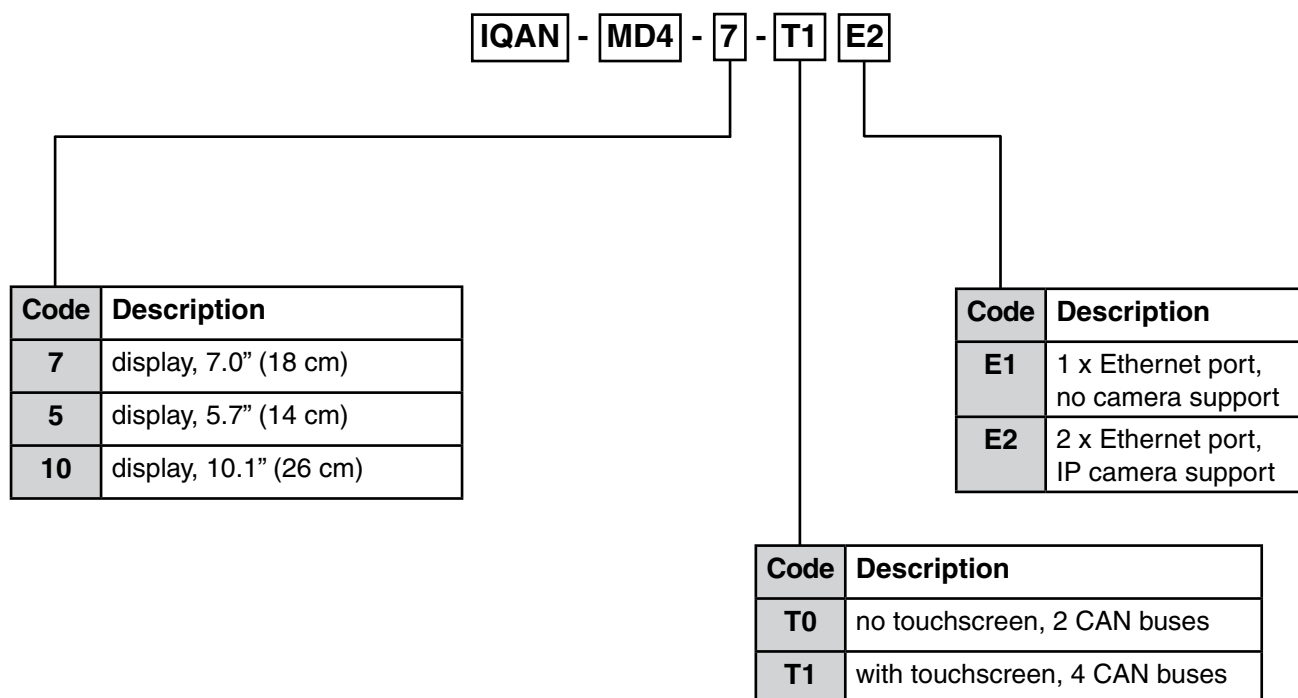 IQAN - MD4 - 7 - T1 E2
Code Description
7 display, 7.0” (18 cm)
5 display, 5.7” (14 cm)
10 display, 10.1” (26 cm)
Code Description
E1 1 x Ethernet port,
no camera support
E2 2 x Ethernet port,
IP camera support
Code Description
T0 no touchscreen, 2 CAN buses
T1 with touchscreen, 4 CAN buses